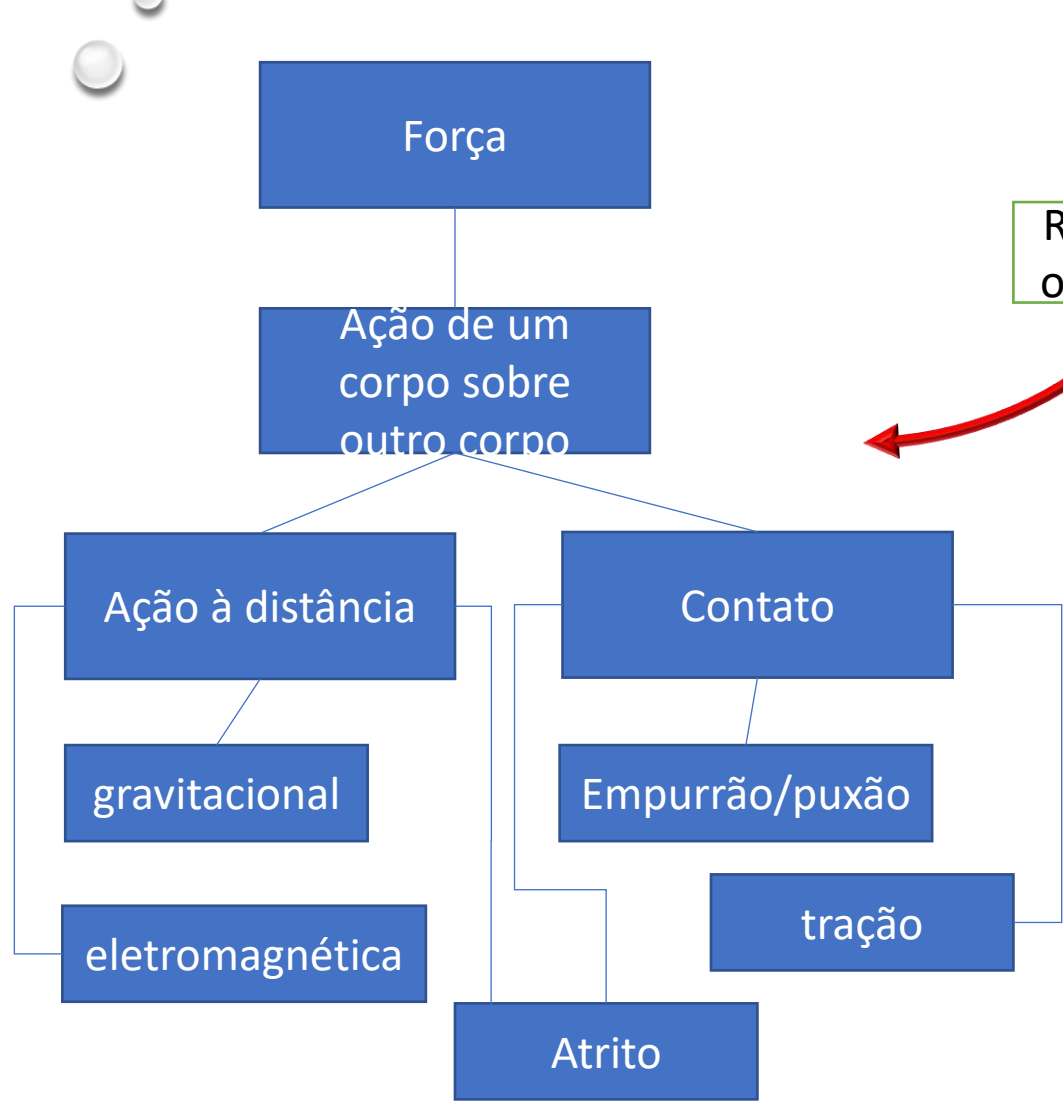 Força
Ação de um
corpo sobre
outro corpo
Ação à distância
Contato
gravitacional
Empurrão/puxão
eletromagnética
tração
Atrito